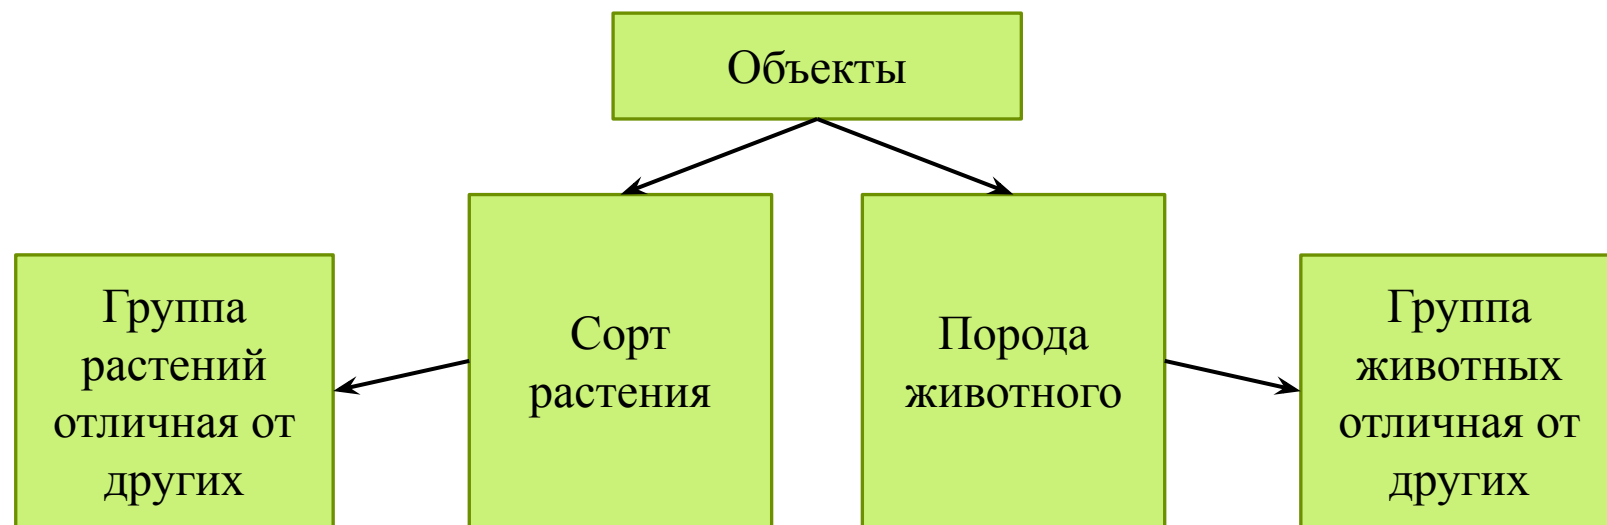 Объекты
Группа
растений
отличная от
других
Сорт
растения
Порода
животного
Группа
животных
отличная от
других